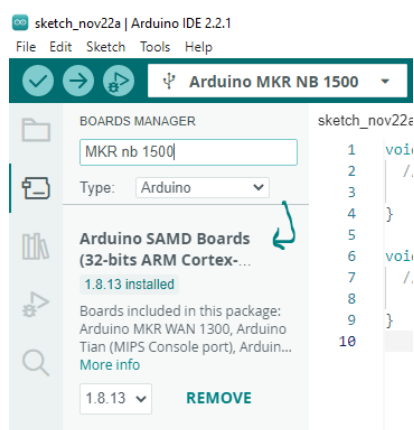 sketch_nov22a | Arduino IDE 2.2.1
File Edit Sketch Tools Help
Arduino MKR NB 1500
BOARDS MANAGER
MKR nb 1500
Type: Arduino
Arduino SAMD Boards
(32-bits ARM Cortex-...
1.8.13 installed
Boards included in this package:
Arduino MKR WAN 1300, Arduino
Tian (MIPS Console port), Arduin...
More info
1.8.13 REMOVE
sketch_nov22a
1 voi
2 /
3
4 }
5
6 voi
7 /
8
9 }
10